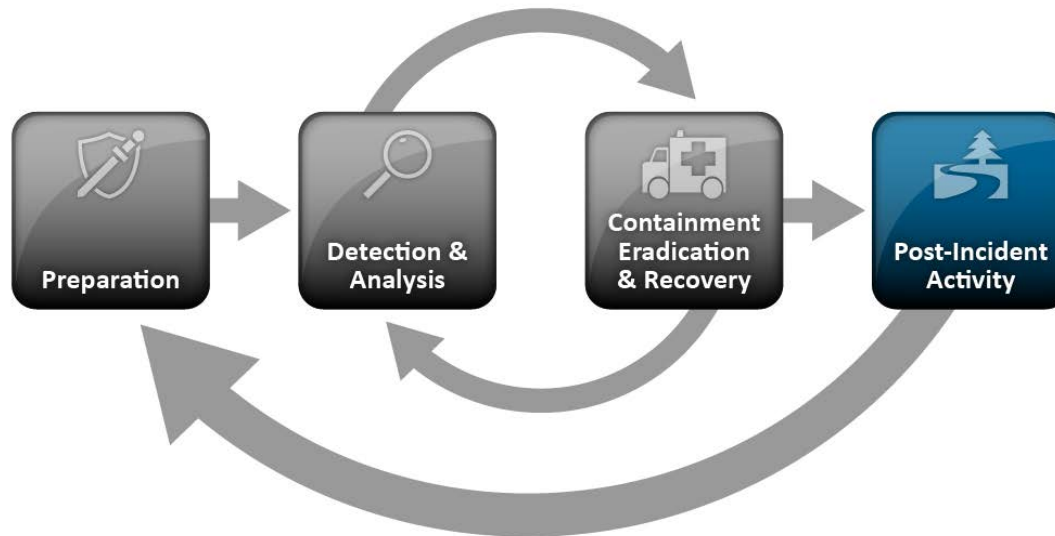 Preparation
Detection &
Analysis
Containment
Eradication
& Recovery
Post-Incident
Activity